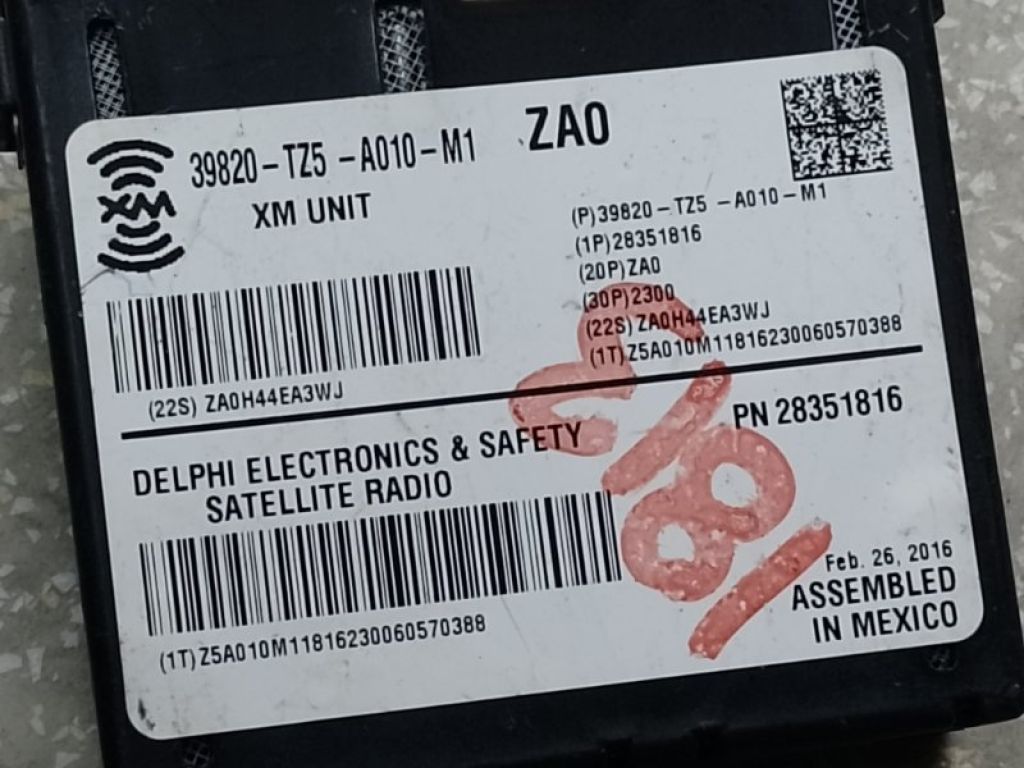 39820-TZ5-A010-M1
ZA0
XM
XM UNIT
(P)39820-TZ5-A010-M1
(1P)28351816
(20P)ZA0
(30P)2300
(22S)ZA0H44EA3WJ
(1T)Z5A010M11816230060570388
(22S) ZA0H44EA3WJ
PN 28351816
DELPHI ELECTRONICS & SAFETY
SATELLITE RADIO
(1T)Z5A010M11816230060570388
Feb. 26, 2016
ASSEMBLED
IN MEXICO